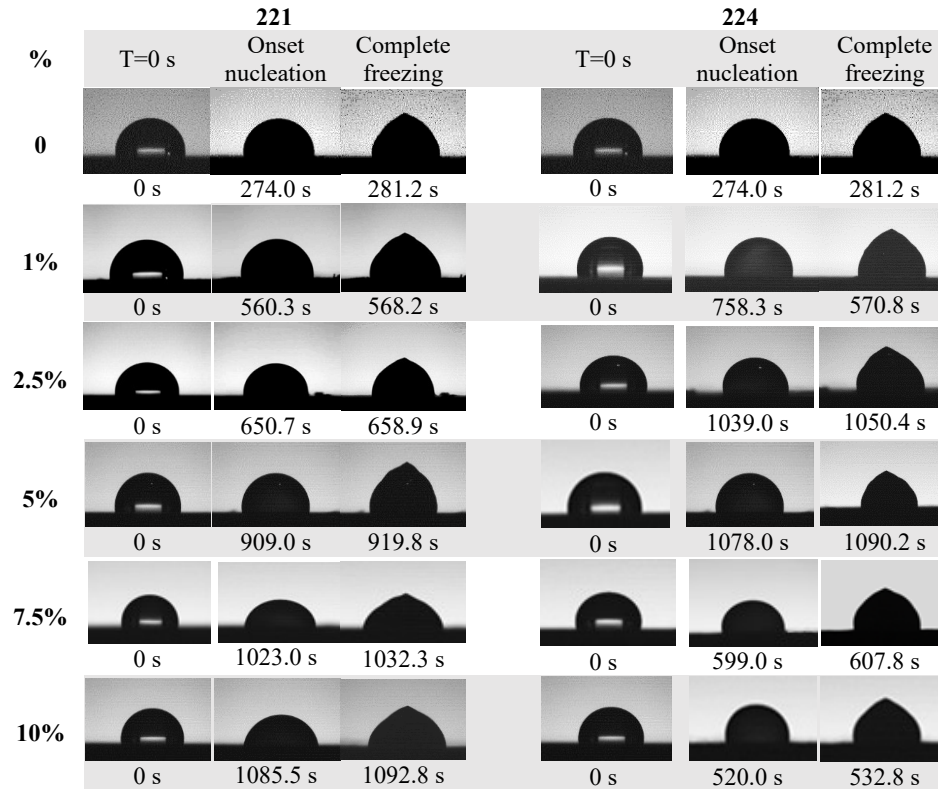 221 224
% T=0 s Onset nucleation Complete freezing T=0 s Onset nucleation Complete freezing
0
0 s 274.0 s 281.2 s 0 s 274.0 s 281.2 s
1%
0 s 560.3 s 568.2 s 0 s 758.3 s 570.8 s
2.5%
0 s 650.7 s 658.9 s 0 s 1039.0 s 1050.4 s
5%
0 s 909.0 s 919.8 s 0 s 1078.0 s 1090.2 s
7.5%
0 s 1023.0 s 1032.3 s 0 s 599.0 s 607.8 s
10%
0 s 1085.5 s 1092.8 s 0 s 520.0 s 532.8 s